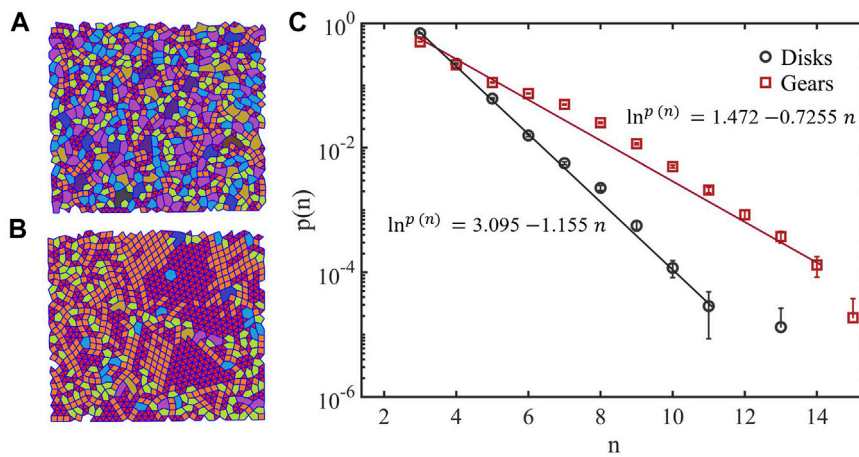 A
B
C
10^0
10^-2
10^-4
10^-6
p(n)
○ Disks
□ Gears
ln^{p (n)} = 1.472 −0.7255 n
ln^{p (n)} = 3.095 −1.155 n
2 4 6 8 10 12 14
n